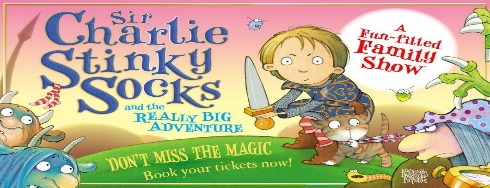 Sir
Charlie
Stinky
Socks
and the
REALLY BIG
ADVENTURE
A
Fun-filled
Family
Show
DON'T MISS THE MAGIC
Book your tickets now!